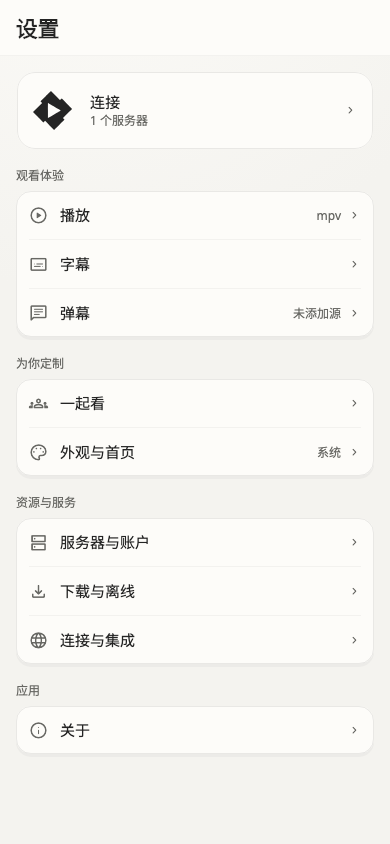 设置
连接
1 个服务器
观看体验
播放
mpv
字幕
弹幕
未添加源
为你定制
一起看
外观与首页
系统
资源与服务
服务器与账户
下载与离线
连接与集成
应用
关于